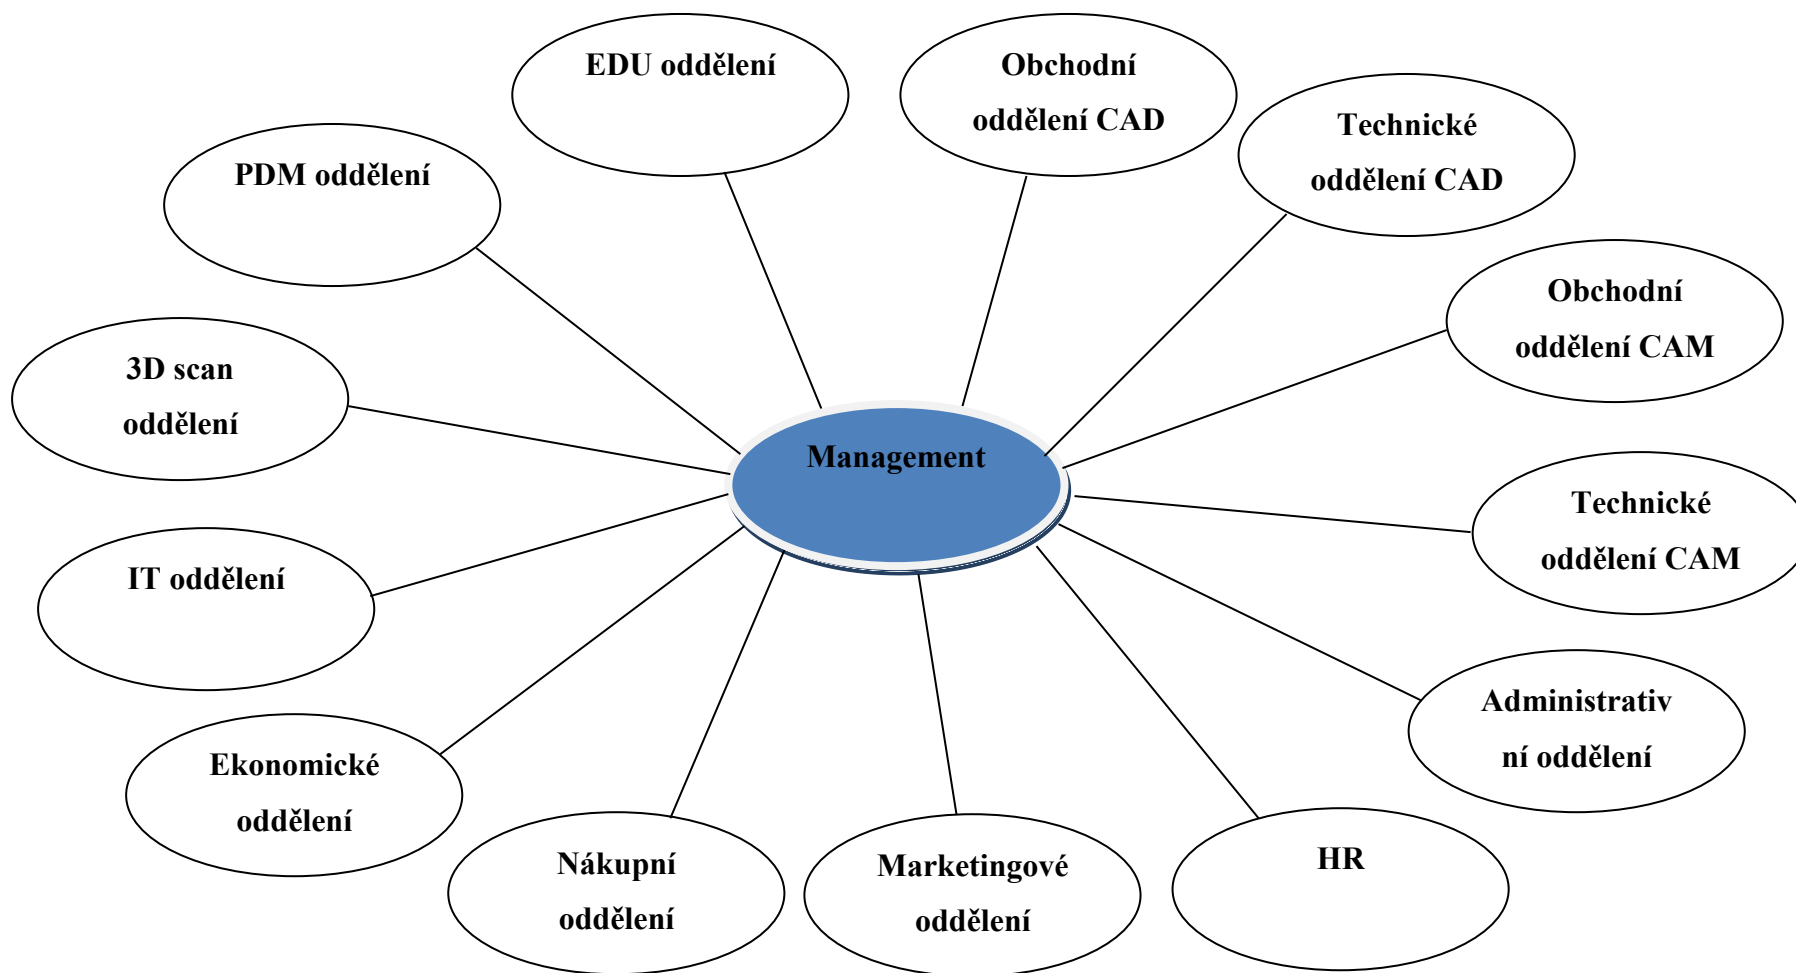 EDU oddělení
Obchodní
oddělení CAD
Technické
oddělení CAD
PDM oddělení
Obchodní
oddělení CAM
3D scan
oddělení
Management
Technické
oddělení CAM
IT oddělení
Administrativ
ní oddělení
Ekonomické
oddělení
Nákupní
oddělení
Marketingové
oddělení
HR